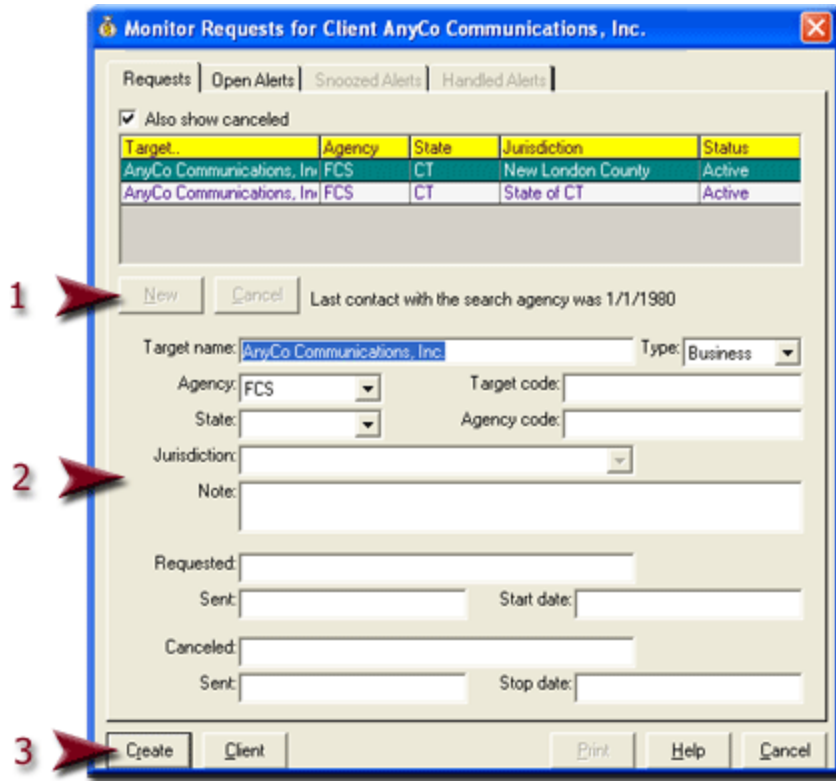 Monitor Requests for Client AnyCo Communications, Inc.
Requests Open Alerts Snoozed Alerts Handled Alerts
Also show canceled
Target.. Agency State Jurisdiction Status
AnyCo Communications, In FCS CT New London County Active
AnyCo Communications, In FCS CT State of CT Active
1 New Cancel Last contact with the search agency was 1/1/1980
Target name: AnyCo Communications, Inc. Type: Business
Agency: FCS Target code:
State: Agency code:
Jurisdiction:
2
Note:
Requested:
Sent: Start date:
Canceled:
Sent: Stop date:
3 Create Client Print Help Cancel